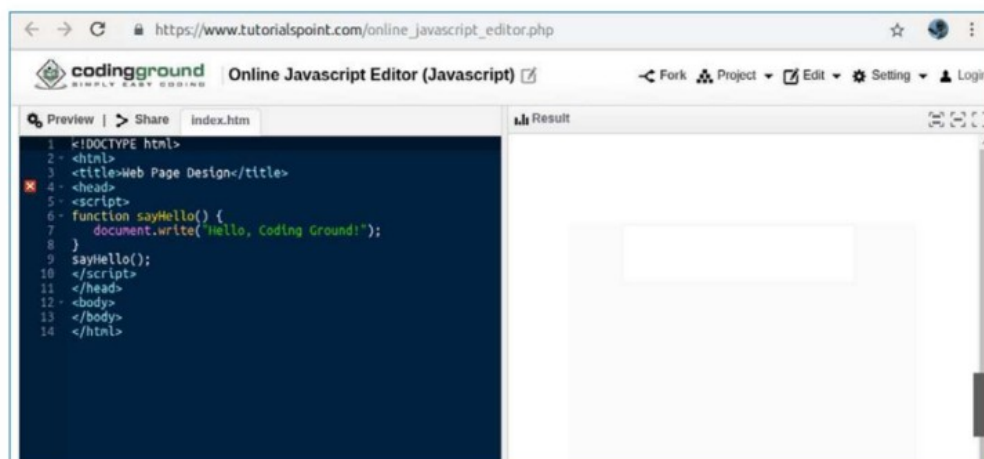 https://www.tutorialspoint.com/online_javascript_editor.php
codingground
SIMPLY EASY CODING
Online Javascript Editor (Javascript)
Fork Project Edit Setting Login
Preview | Share index.htm
Result
1 <!DOCTYPE html>
2 <html>
3 <title>Web Page Design</title>
4 <head>
5 <script>
6 function sayHello() {
7 document.write("Hello, Coding Ground!");
8 }
9 sayHello();
10 </script>
11 </head>
12 <body>
13 </body>
14 </html>